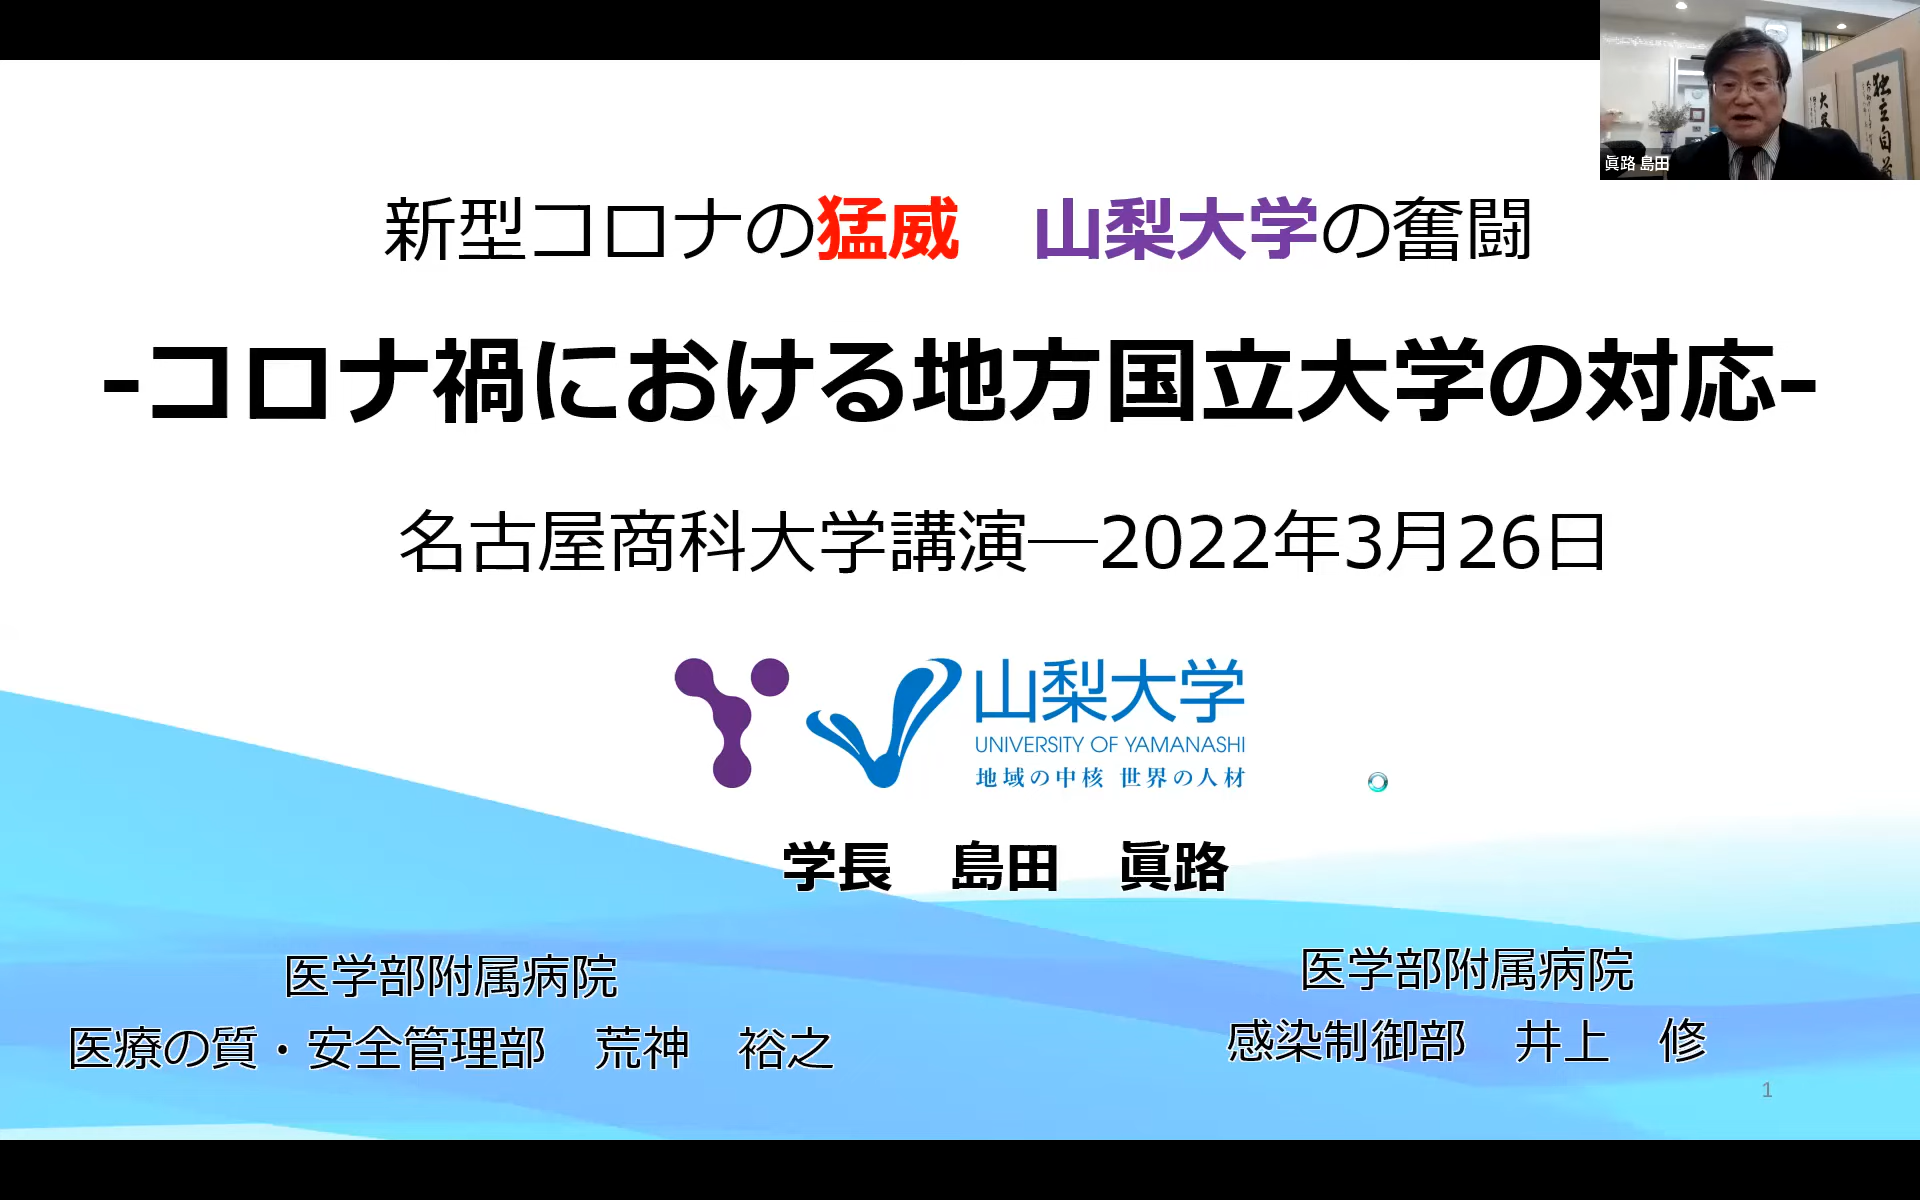 新型コロナの猛威　山梨大学の奮闘
-コロナ禍における地方国立大学の対応-
名古屋商科大学講演―2022年3月26日
山梨大学
UNIVERSITY OF YAMANASHI
地域の中核 世界の人材
学長　島田　眞路
医学部附属病院
医療の質・安全管理部　荒神　裕之
医学部附属病院
感染制御部　井上　修
1
眞路 島田
独立自